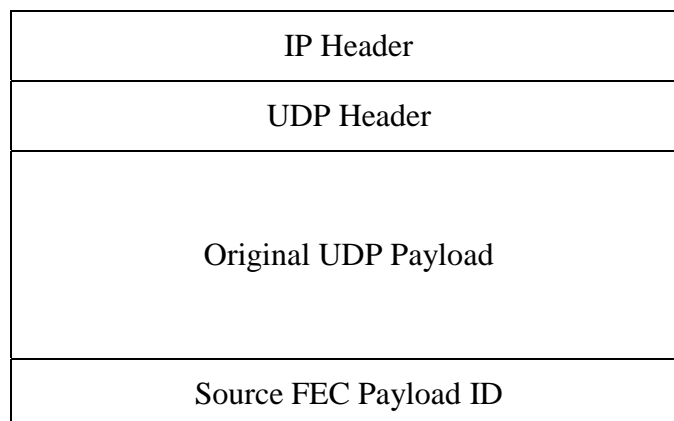 IP Header
UDP Header
Original UDP Payload
Source FEC Payload ID